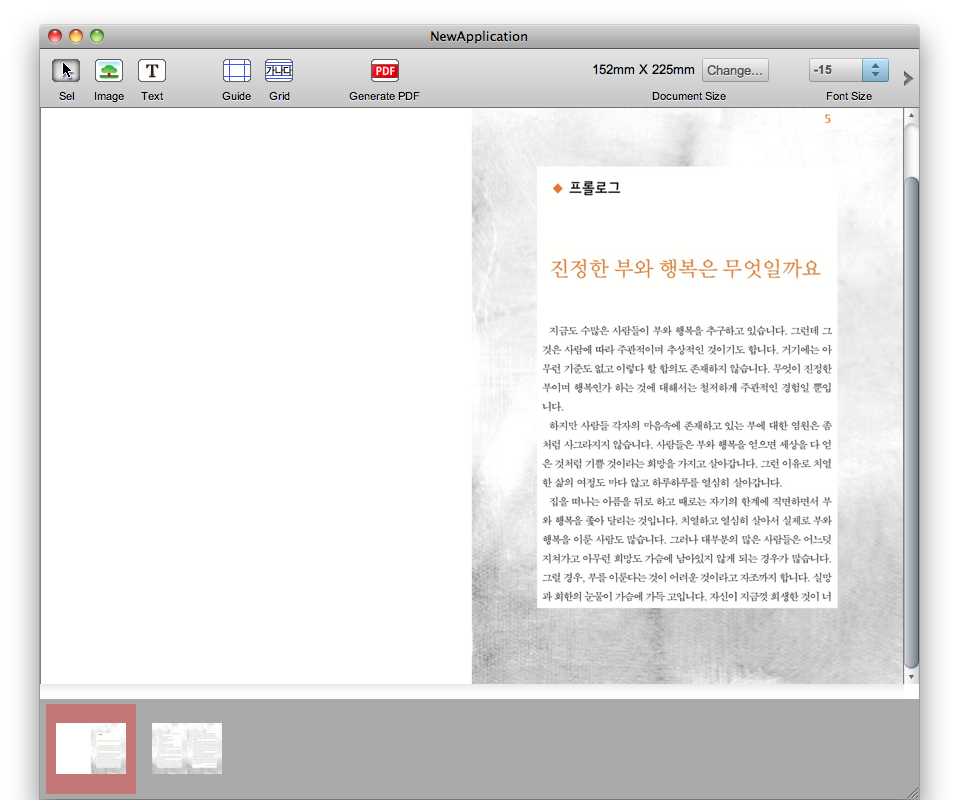 NewApplication
T
가나다
PDF
152mm X 225mm Change...
-15
Sel Image Text Guide Grid Generate PDF Document Size Font Size
5
◆ 프롤로그
진정한 부와 행복은 무엇일까요
지금도 수많은 사람들이 부와 행복을 추구하고 있습니다. 그런데 그
것은 사람에 따라 주관적이며 추상적인 것이기도 합니다. 거기에는 아
무런 기준도 없고 이렇다 할 합의도 존재하지 않습니다. 무엇이 진정한
부이며 행복인가 하는 것에 대해서는 철저하게 주관적인 경험일 뿐입
니다.
하지만 사람들 각자의 마음속에 존재하고 있는 부에 대한 염원은 좀
처럼 사그라지지 않습니다. 사람들은 부와 행복을 얻으면 세상을 다 얻
은 것처럼 기쁠 것이라는 희망을 가지고 살아갑니다. 그런 이유로 치열
한 삶의 여정도 마다 않고 하루하루를 열심히 살아갑니다.
집을 떠나는 아픔을 뒤로 하고 때로는 자기의 한계에 직면하면서 부
와 행복을 좇아 달리는 것입니다. 치열하고 열심히 살아서 실제로 부와
행복을 이룬 사람도 많습니다. 그러나 대부분의 많은 사람들은 어느덧
지쳐가고 아무런 희망도 가슴에 남아있지 않게 되는 경우가 많습니다.
그럴 경우, 부를 이룬다는 것이 어려운 것이라고 자조까지 합니다. 실망
과 회한의 눈물이 가슴에 가득 고입니다. 자신이 지금껏 희생한 것이 너